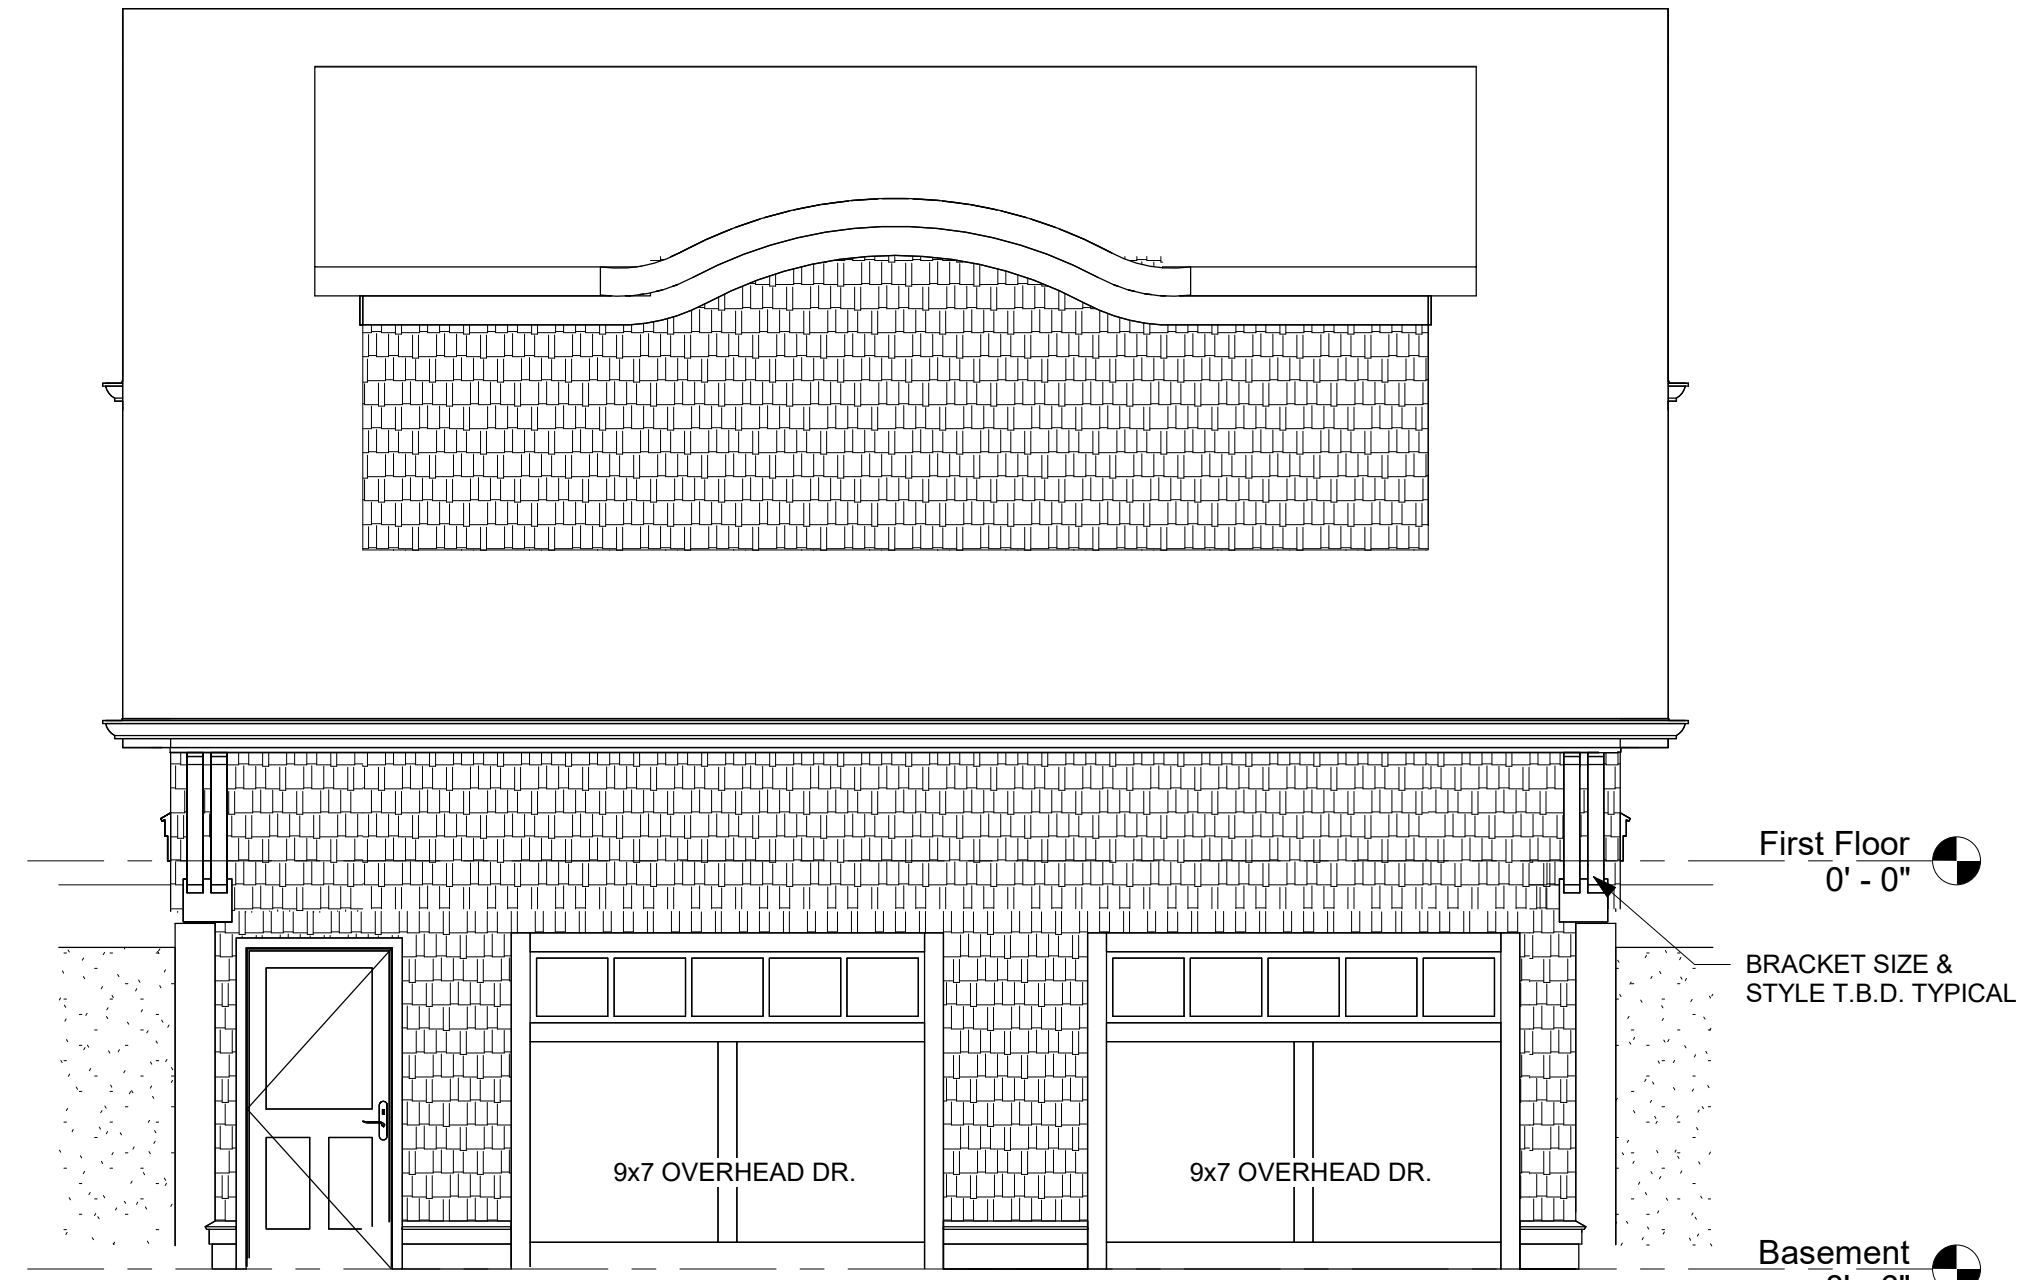 First Floor
0' - 0"
BRACKET SIZE &
STYLE T.B.D. TYPICAL
9x7 OVERHEAD DR.
9x7 OVERHEAD DR.
Basement